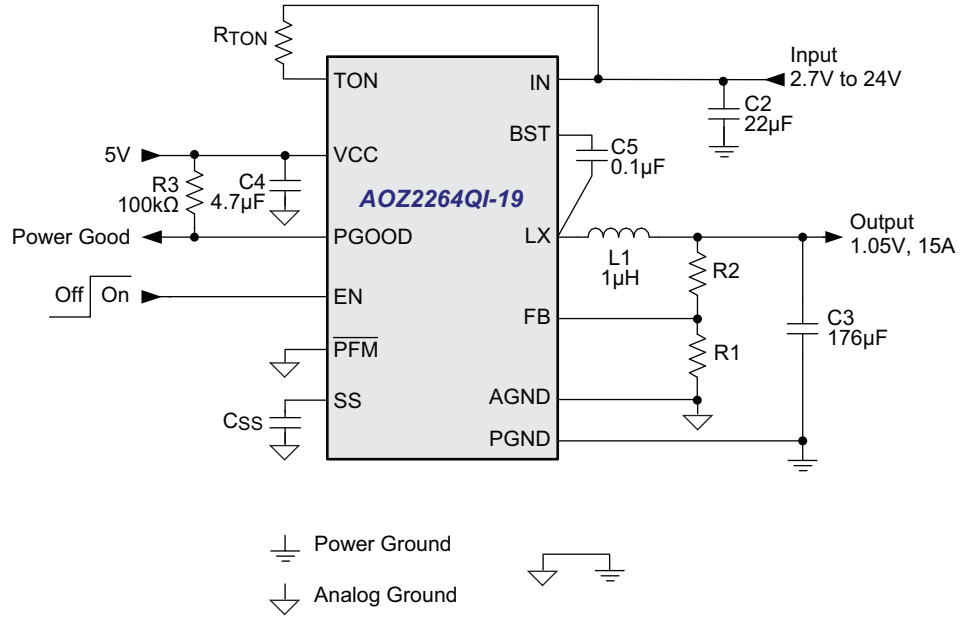 RTON
TON
IN
Input
2.7V to 24V
C2
22µF
BST
C5
0.1µF
5V
VCC
R3
100kΩ
C4
4.7µF
AOZ2264QI-19
Power Good
PGOOD
LX
L1
1µH
Output
1.05V, 15A
R2
Off On
EN
FB
C3
176µF
R1
PFM
CSS
SS
AGND
PGND
Power Ground
Analog Ground